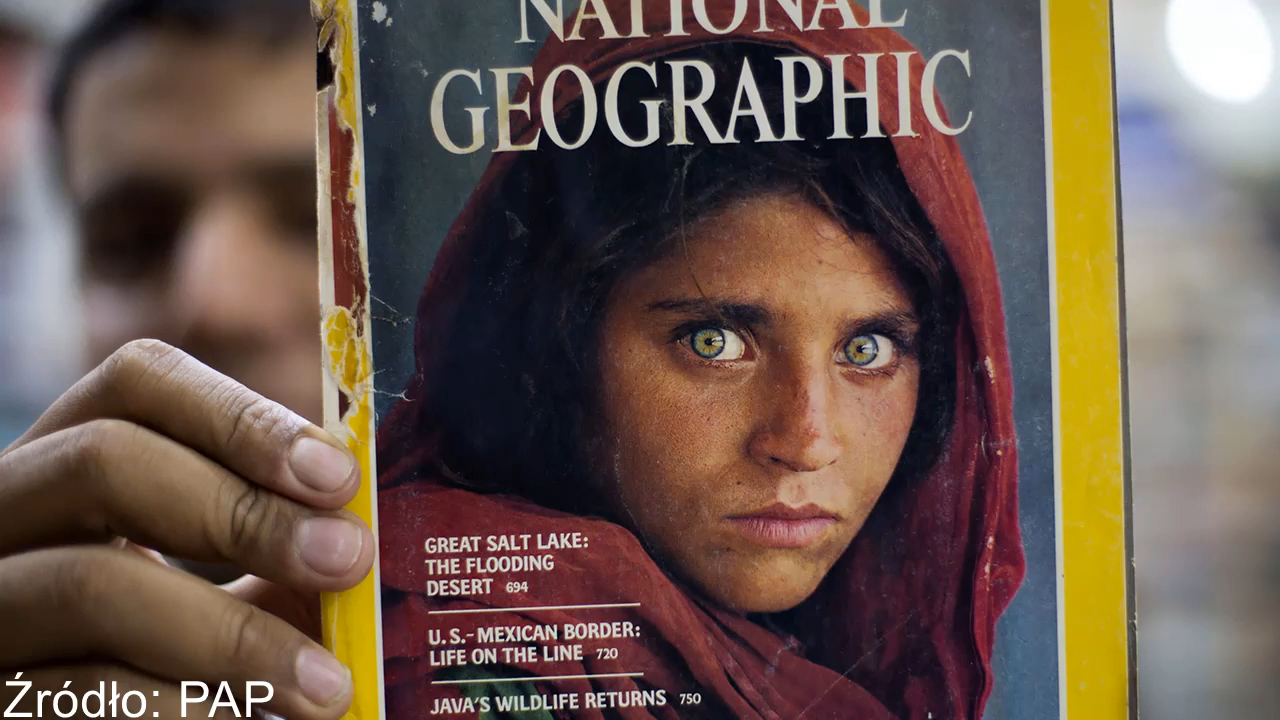 NATIONAL
GEOGRAPHIC
GREAT SALT LAKE:
THE FLOODING
DESERT 694
U.S.-MEXICAN BORDER:
LIFE ON THE LINE 720
JAVA'S WILDLIFE RETURNS 750
Źródło: PAP